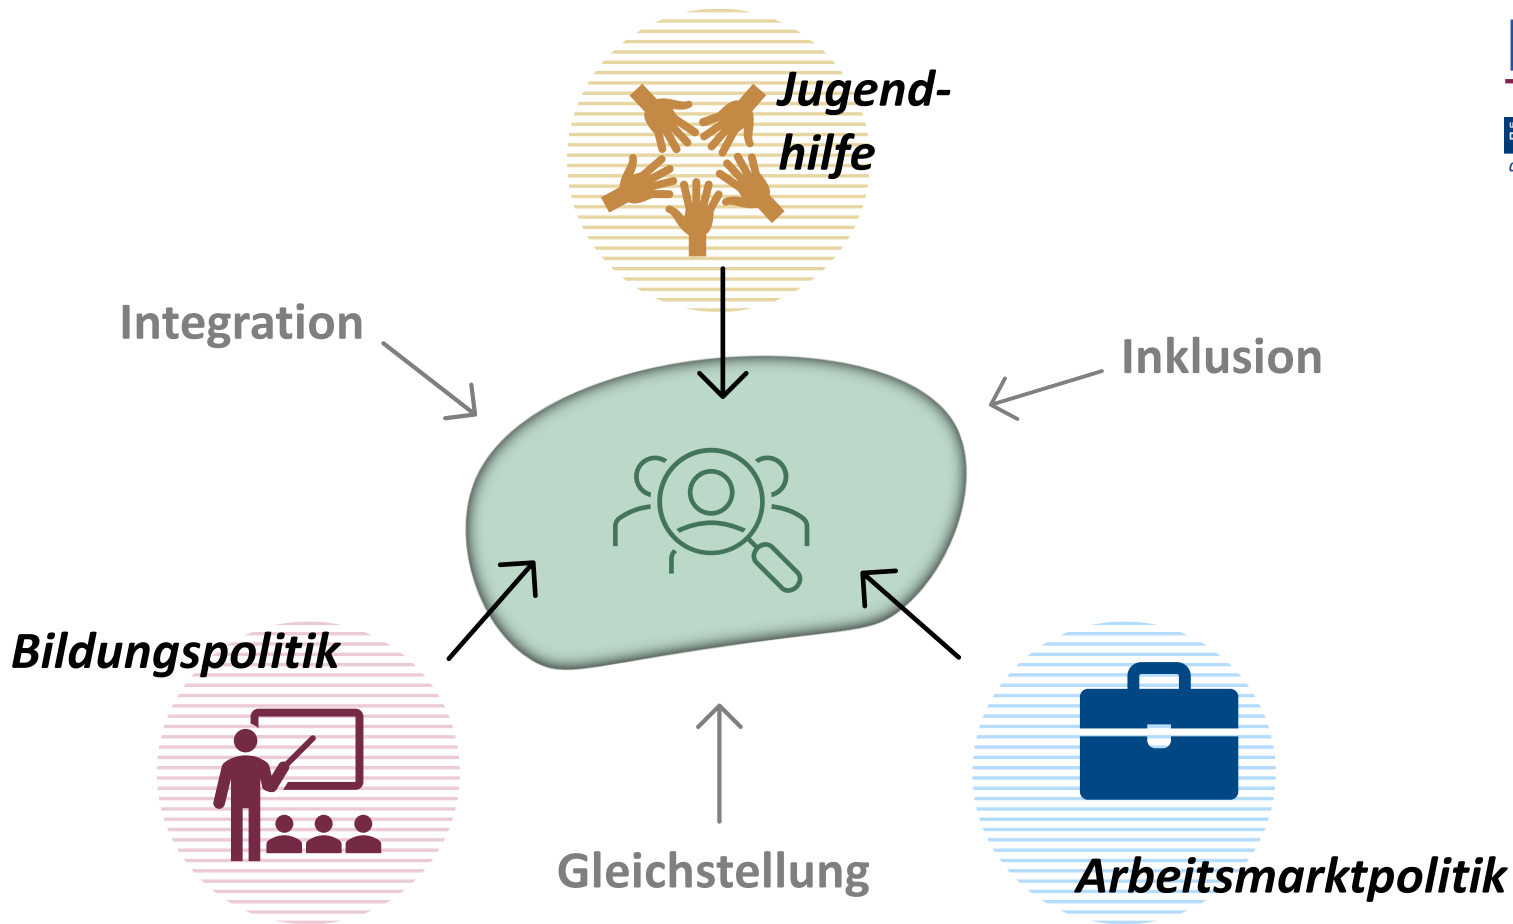 Jugend-
hilfe
Integration
Inklusion
Bildungspolitik
Gleichstellung
Arbeitsmarktpolitik